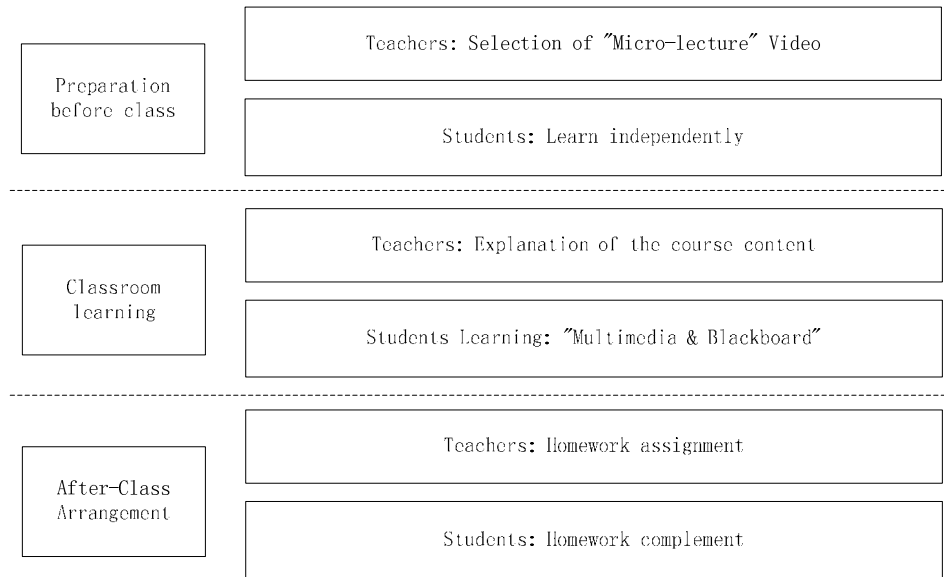 Teachers: Selection of "Micro-lecture" Video
Preparation
before class
Students: Learn independently
Teachers: Explanation of the course content
Classroom
learning
Students Learning: "Multimedia & Blackboard"
Teachers: Homework assignment
After-Class
Arrangement
Students: Homework complement